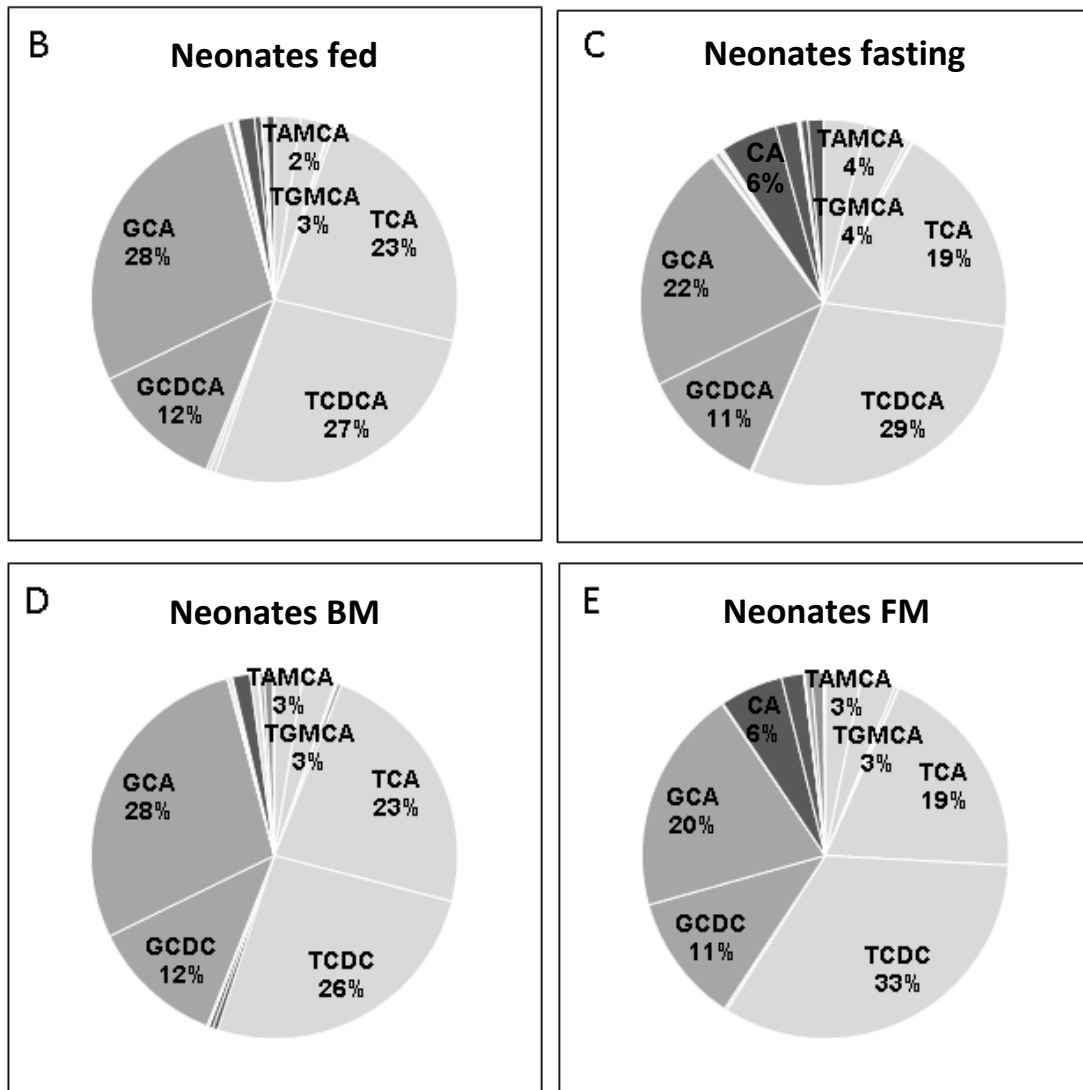 B
Neonates fed
TAMCA
2%
TGMCA
3%
TCA
23%
GCA
28%
GCDCA
12%
TCDCA
27%
C
Neonates fasting
TAMCA
4%
CA
6%
TGMCA
4%
TCA
19%
GCA
22%
GCDCA
11%
TCDCA
29%
D
Neonates BM
TAMCA
3%
TGMCA
3%
TCA
23%
GCA
28%
GCDC
12%
TCDC
26%
E
Neonates FM
TAMCA
3%
CA
6%
TGMCA
3%
TCA
19%
GCA
20%
GCDC
11%
TCDC
33%